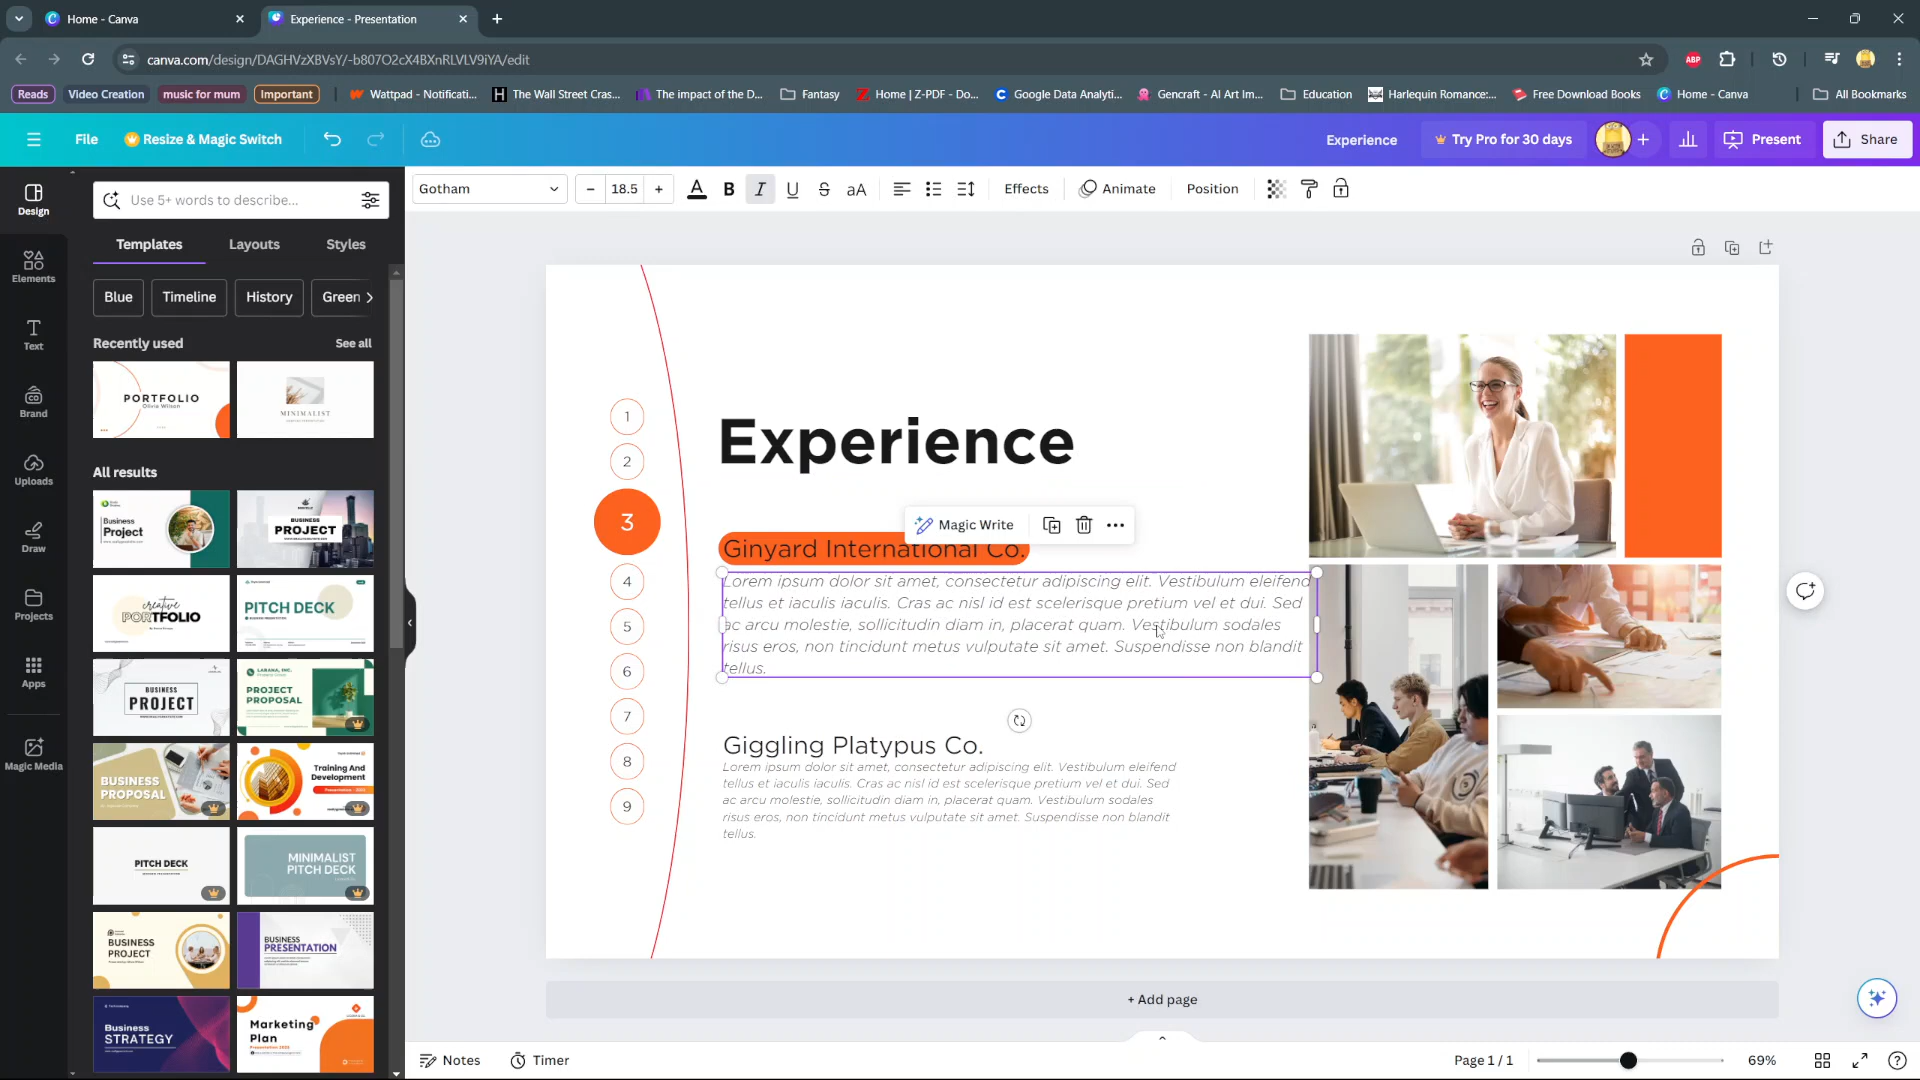 Home - Canva
Experience - Presentation
canva.com/design/DAGHVzXBVsY/-b807O2cX4BXnRLVLV9iYA/edit
ABP
Reads
Video Creation
music for mum
Important
Wattpad - Notificati...
The Wall Street Cras...
The impact of the D...
Fantasy
Home | Z-PDF - Do...
Google Data Analyti...
Gencraft - AI Art Im...
Education
Harlequin Romance:...
Free Download Books
Home - Canva
All Bookmarks
File
Resize & Magic Switch
Experience
Try Pro for 30 days
Present
Share
Design
Elements
Text
Brand
Uploads
Draw
Projects
Apps
Magic Media
Use 5+ words to describe...
Templates
Layouts
Styles
Blue
Timeline
History
Green
Recently used
See all
PORTFOLIO
Olivia Wilson
MINIMALIST
All results
Business
Project
BUSINESS
PROJECT
creative
PORTFOLIO
PITCH DECK
BUSINESS
PROJECT
LARANA, INC.
PROJECT
PROPOSAL
BUSINESS
PROPOSAL
Training And
Development
PITCH DECK
MINIMALIST
PITCH DECK
BUSINESS
PROJECT
BUSINESS
PRESENTATION
Business
STRATEGY
Marketing
Plan
Gotham
18.5
A
B
I
U
S
aA
Effects
Animate
Position
1
2
3
4
5
6
7
8
9
Experience
Magic Write
Ginyard International Co.
Lorem ipsum dolor sit amet, consectetur adipiscing elit. Vestibulum eleifend
tellus et iaculis iaculis. Cras ac nisl id est scelerisque pretium vel et dui. Sed
ac arcu molestie, sollicitudin diam in, placerat quam. Vestibulum sodales
risus eros, non tincidunt metus vulputate sit amet. Suspendisse non blandit
tellus.
Giggling Platypus Co.
Lorem ipsum dolor sit amet, consectetur adipiscing elit. Vestibulum eleifend
tellus et iaculis iaculis. Cras ac nisl id est scelerisque pretium vel et dui. Sed
ac arcu molestie, sollicitudin diam in, placerat quam. Vestibulum sodales
risus eros, non tincidunt metus vulputate sit amet. Suspendisse non blandit
tellus.
+ Add page
Notes
Timer
Page 1 / 1
69%